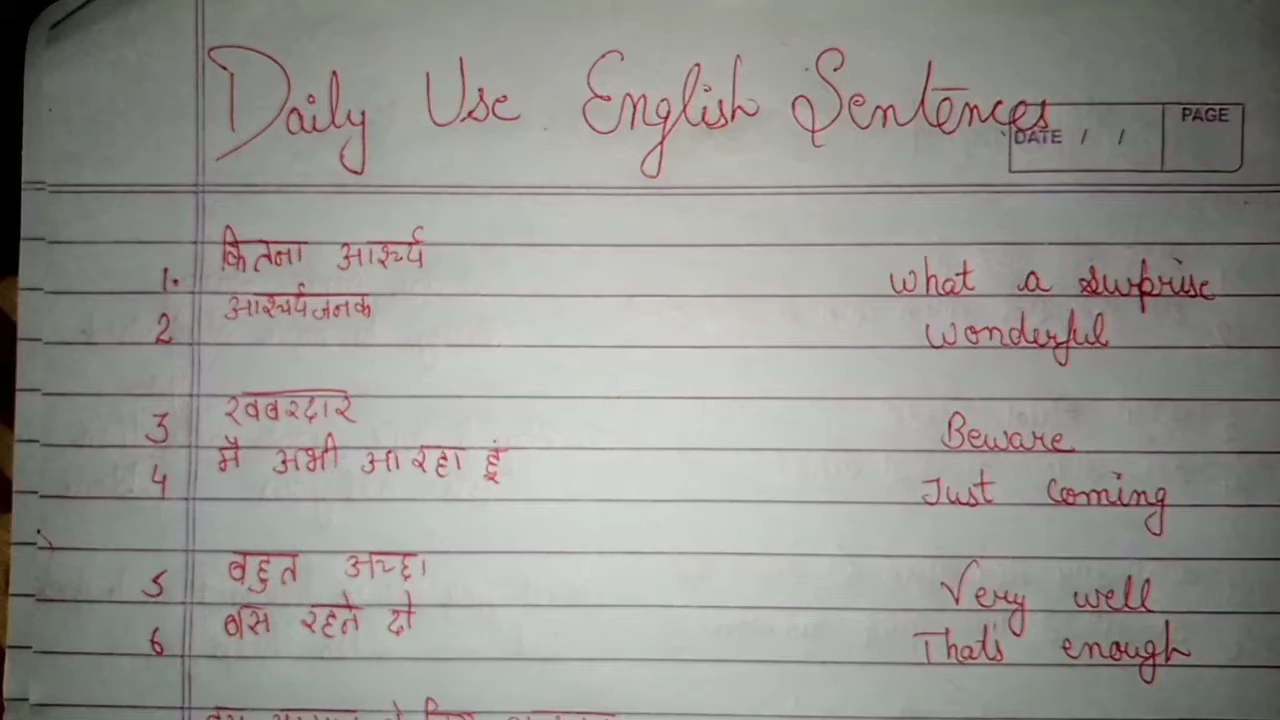 Daily Use English Sentences
DATE / /
PAGE
1. कितना आश्चर्य What a surprise
2 आश्चर्यजनक wonderful
3 खबरदार Beware
4 मै अभी आ रहा हूं Just coming
5 बहुत अच्छा Very well
6 बस रहने दो That's enough